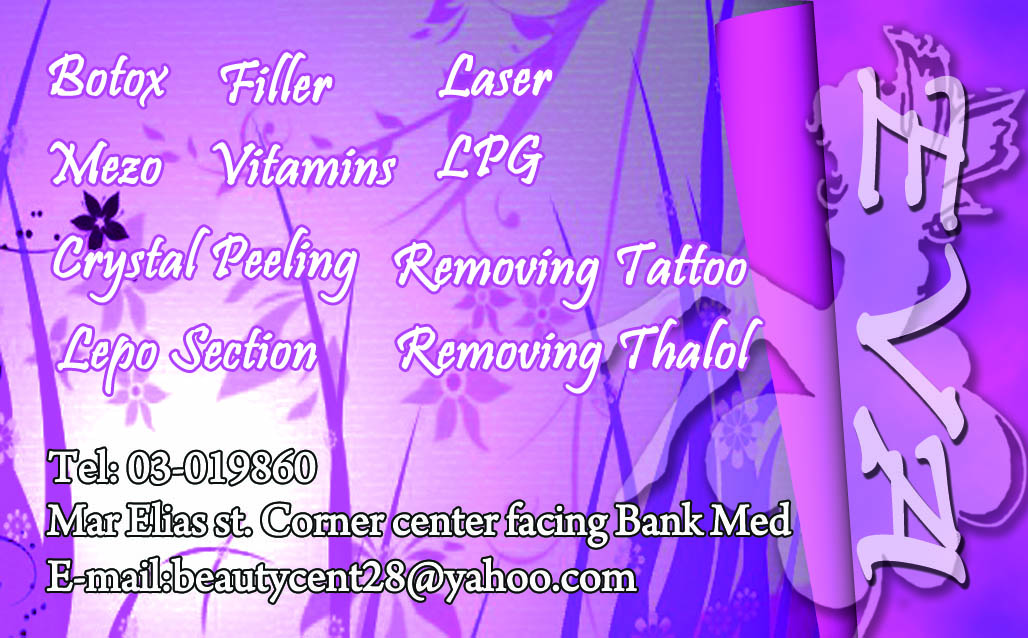 Botox Filler Laser
Mezo Vitamins LPG
Crystal Peeling Removing Tattoo
Lepo Section Removing Thalol
Tel: 03-019860
Mar Elias st. Corner center facing Bank Med
E-mail:beautycent28@yahoo.com
EVA